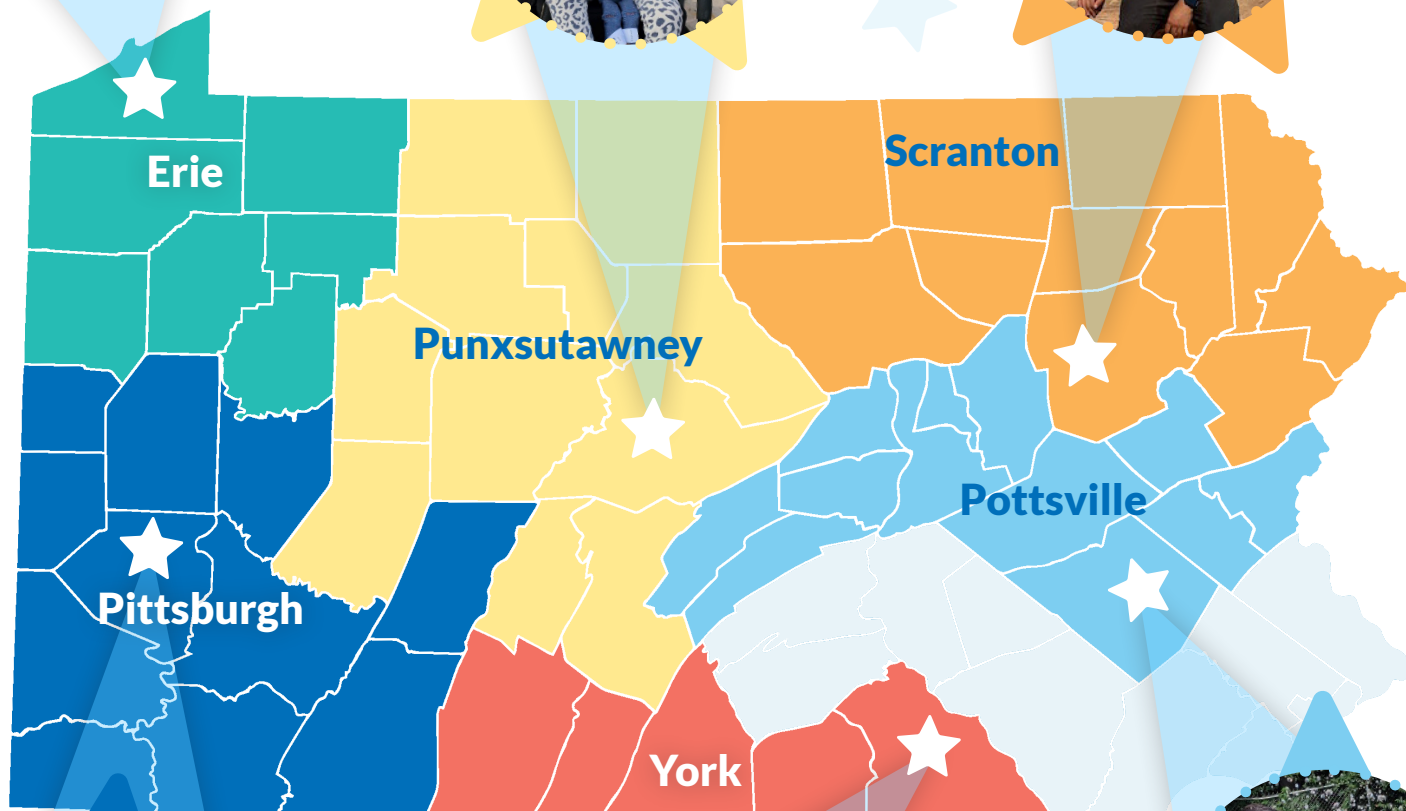 Scranton
Erie
Punxsutawney
Pottsville
Pittsburgh
York